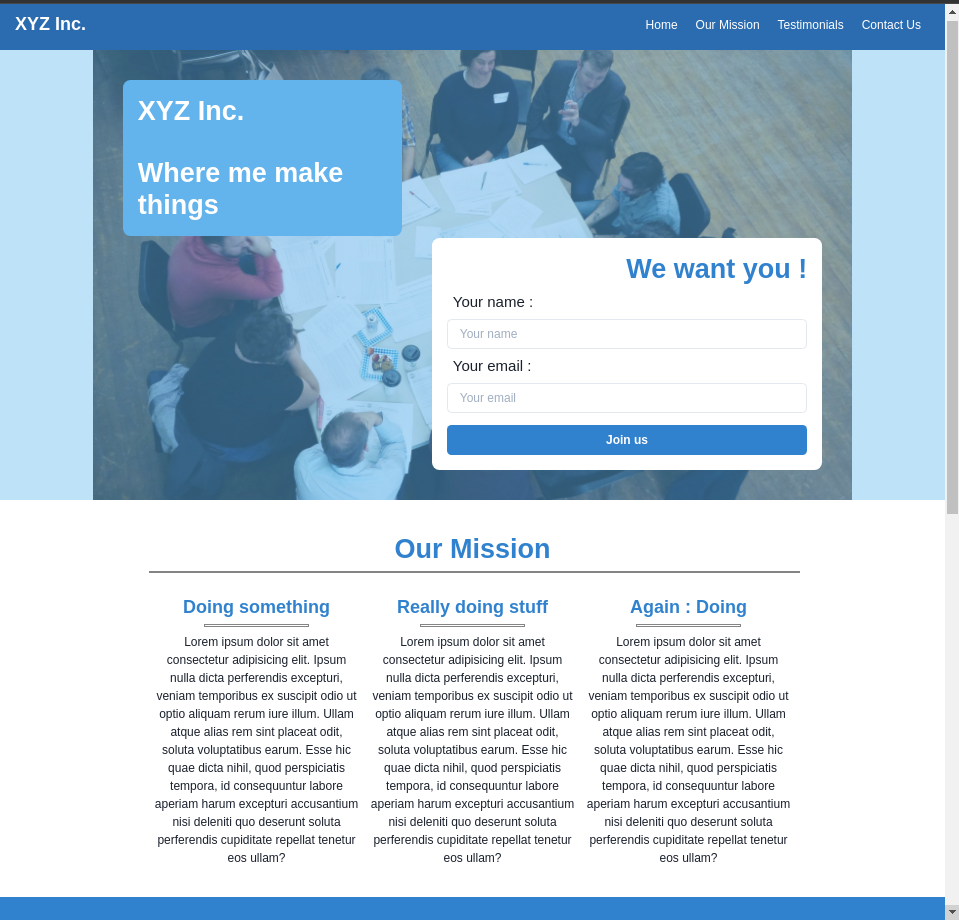 XYZ Inc.
Home Our Mission Testimonials Contact Us
XYZ Inc.
Where me make
things
We want you !
Your name :
Your name
Your email :
Your email
Join us
Our Mission
Doing something
Lorem ipsum dolor sit amet
consectetur adipisicing elit. Ipsum
nulla dicta perferendis excepturi,
veniam temporibus ex suscipit odio ut
optio aliquam rerum iure illum. Ullam
atque alias rem sint placeat odit,
soluta voluptatibus earum. Esse hic
quae dicta nihil, quod perspiciatis
tempora, id consequuntur labore
aperiam harum excepturi accusantium
nisi deleniti quo deserunt soluta
perferendis cupiditate repellat tenetur
eos ullam?
Really doing stuff
Lorem ipsum dolor sit amet
consectetur adipisicing elit. Ipsum
nulla dicta perferendis excepturi,
veniam temporibus ex suscipit odio ut
optio aliquam rerum iure illum. Ullam
atque alias rem sint placeat odit,
soluta voluptatibus earum. Esse hic
quae dicta nihil, quod perspiciatis
tempora, id consequuntur labore
aperiam harum excepturi accusantium
nisi deleniti quo deserunt soluta
perferendis cupiditate repellat tenetur
eos ullam?
Again : Doing
Lorem ipsum dolor sit amet
consectetur adipisicing elit. Ipsum
nulla dicta perferendis excepturi,
veniam temporibus ex suscipit odio ut
optio aliquam rerum iure illum. Ullam
atque alias rem sint placeat odit,
soluta voluptatibus earum. Esse hic
quae dicta nihil, quod perspiciatis
tempora, id consequuntur labore
aperiam harum excepturi accusantium
nisi deleniti quo deserunt soluta
perferendis cupiditate repellat tenetur
eos ullam?